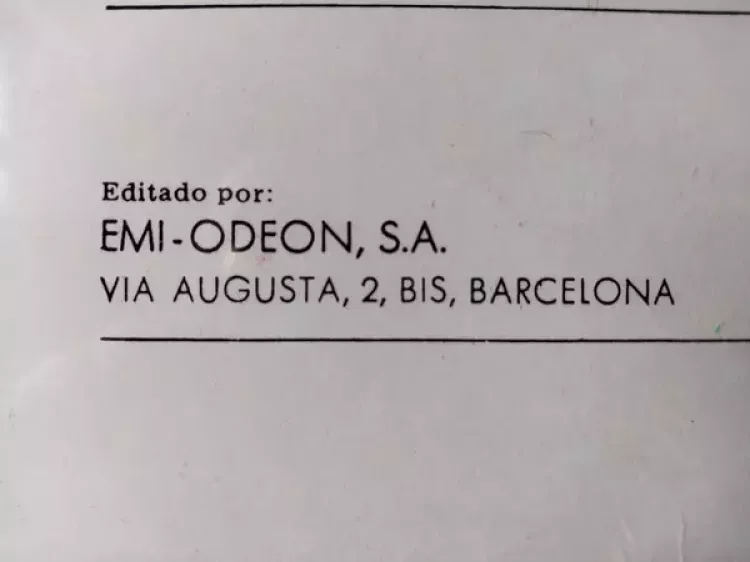 Editado por:
EMI-ODEON, S.A.
VIA AUGUSTA, 2, BIS, BARCELONA